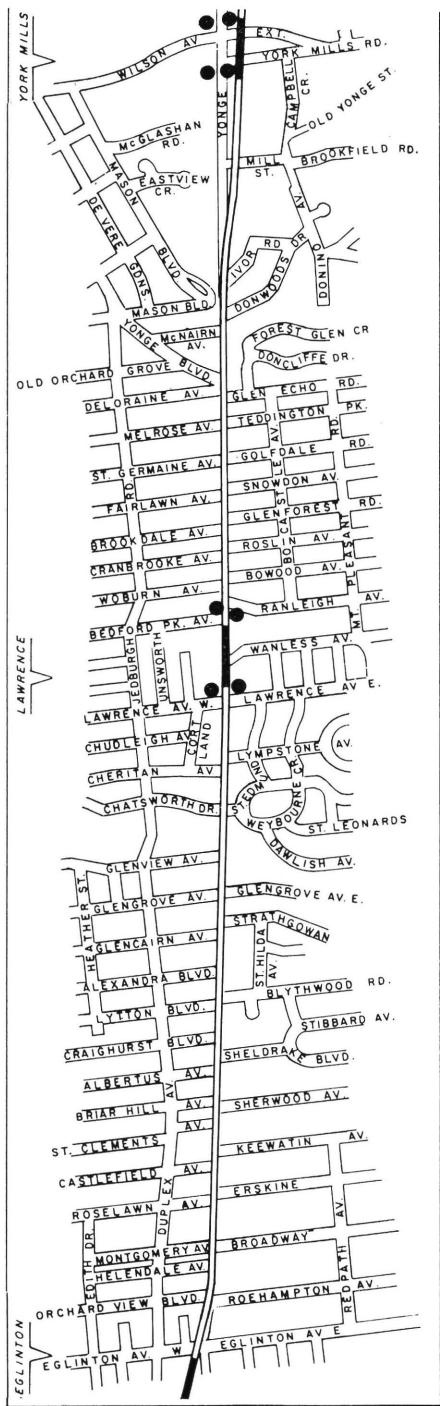 YORK MILLS
WILSON AV.
EXT.
YORK MILLS RD.
YONGE
CAMPBELL CR.
OLD YONGE ST.
McGLASHAN RD.
MILL ST.
BROOKFIELD RD.
MASON BLVD.
EASTVIEW CR.
DE VERE GDNS.
IVOR RD
DONWOODS DR
DONINO AV.
MASON BLD.
YONGE BLVD.
McNAIRN AV.
FOREST GLEN CR
DONCLIFFE DR.
OLD ORCHARD GROVE
GLEN ECHO RD.
DELORAINE AV.
TEDDINGTON PK.
MELROSE AV.
GOLFDALE RD.
ST. GERMAINE AV.
SNOWDON AV.
FAIRLAWN AV.
GLENFOREST RD.
BROOKDALE AV.
ROSLIN AV.
CRANBROOKE AV.
BOCASTLE AV.
BOWOOD AV.
WOBURN AV.
RANLEIGH AV.
MT. PLEASANT RD.
BEDFORD PK. AV.
WANLESS AV.
JEDBURGH RD.
UNSWORTH
LAWRENCE
LAWRENCE AV. W.
LAWRENCE AV E.
CHUDLEIGH AV.
CORTLAND
LYMPSTONE AV.
CHERITAN AV
STEDMUND
CHATSWORTH DR.
WEYBOURNE CR.
ST. LEONARDS
DAWLISH AV.
GLENVIEW AV.
HEATHER ST.
GLENGROVE AV.
GLENGROVE AV. E.
STRATHGOWAN
GLENCAIRN AV.
ST. HILDA AV.
ALEXANDRA BLVD.
BLYTHWOOD RD.
LYTTON BLVD.
STIBBARD AV.
CRAIGHURST BLVD.
SHELDRAKE BLVD.
ALBERTUS AV.
BRIAR HILL AV.
SHERWOOD AV.
ST. CLEMENTS AV.
KEEWATIN AV.
CASTLEFIELD AV.
ERSKINE AV.
ROSELAWN AV.
DUPLEX AV
EDITH DR.
MONTGOMERY AV.
BROADWAY
HELENDALE AV.
REDPATH AV.
ORCHARD VIEW BLVD.
ROEHAMPTON AV.
EGLINTON
EGLINTON AV. W
EGLINTON AV E